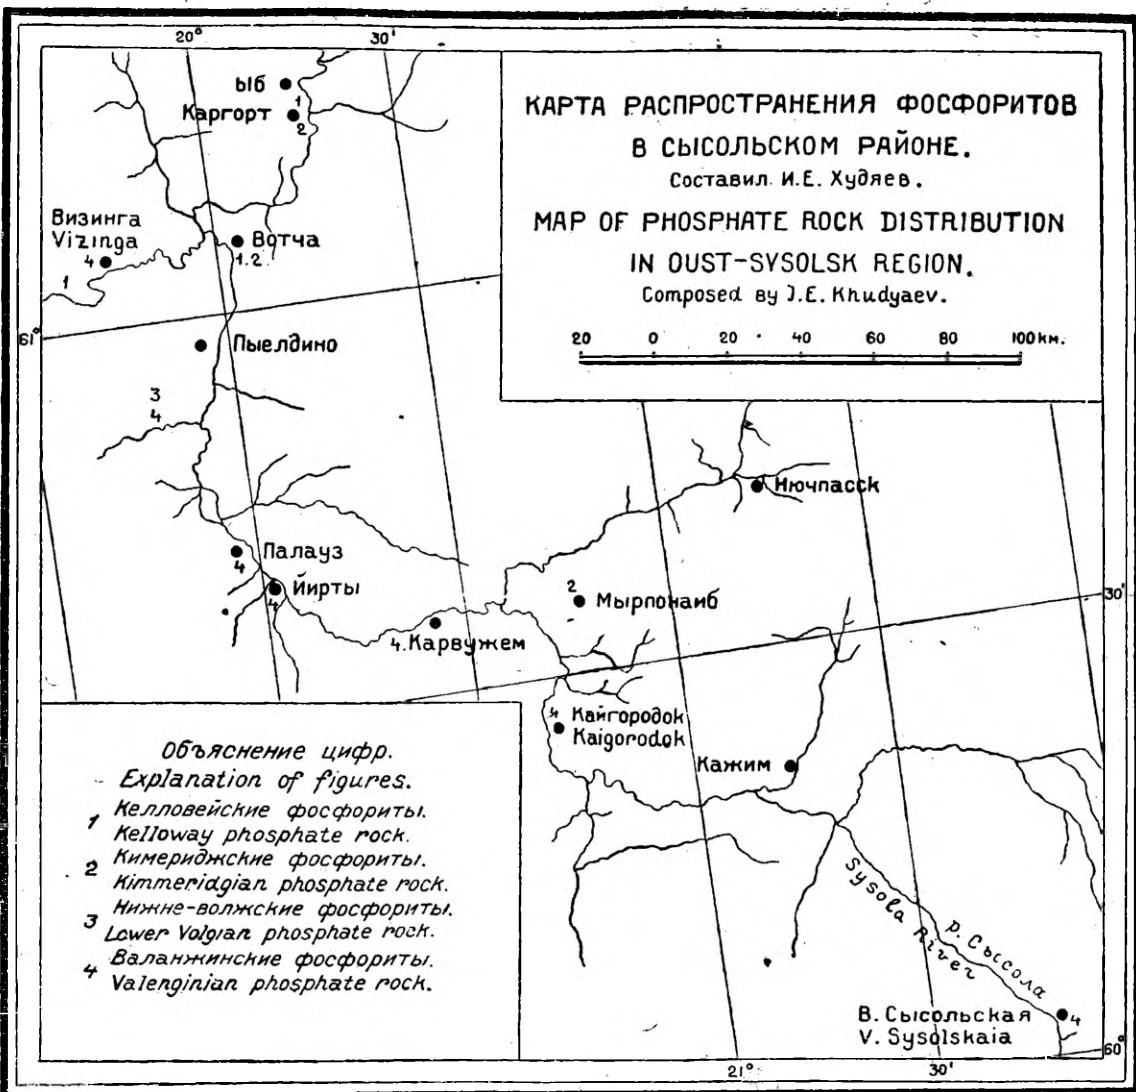 20°
30'
КАРТА РАСПРОСТРАНЕНИЯ ФОСФОРИТОВ
В СЫСОЛЬСКОМ РАЙОНЕ.
Составил И.Е. Худяев.
MAP OF PHOSPHATE ROCK DISTRIBUTION
IN OUST-SYSOLSK REGION.
Composed by J.E. Khudyaev.
20 0 20 40 60 80 100 км.
ыб
Каргорт
1
2
Визинга
Vizinga
4
1
Вотча
1.2.
61°
Пыелдино
3
4
Нючпасск
Палауз
4
Йирты
4
2
Мырпонаиб
30'
4. Карвужем
4
Кайгородок
Kaigorodok
Кажим
Sysola River
р. Сысола
В. Сысольская
V. Sysolskaia
4
60°
21°
30'
Объяснение цифр.
Explanation of figures.
1 Келловейские фосфориты.
Kelloway phosphate rock.
2 Кимериджские фосфориты.
Kimmeridgian phosphate rock.
3 Нижне-волжские фосфориты.
Lower Volgian phosphate rock.
4 Валанжинские фосфориты.
Valenginian phosphate rock.